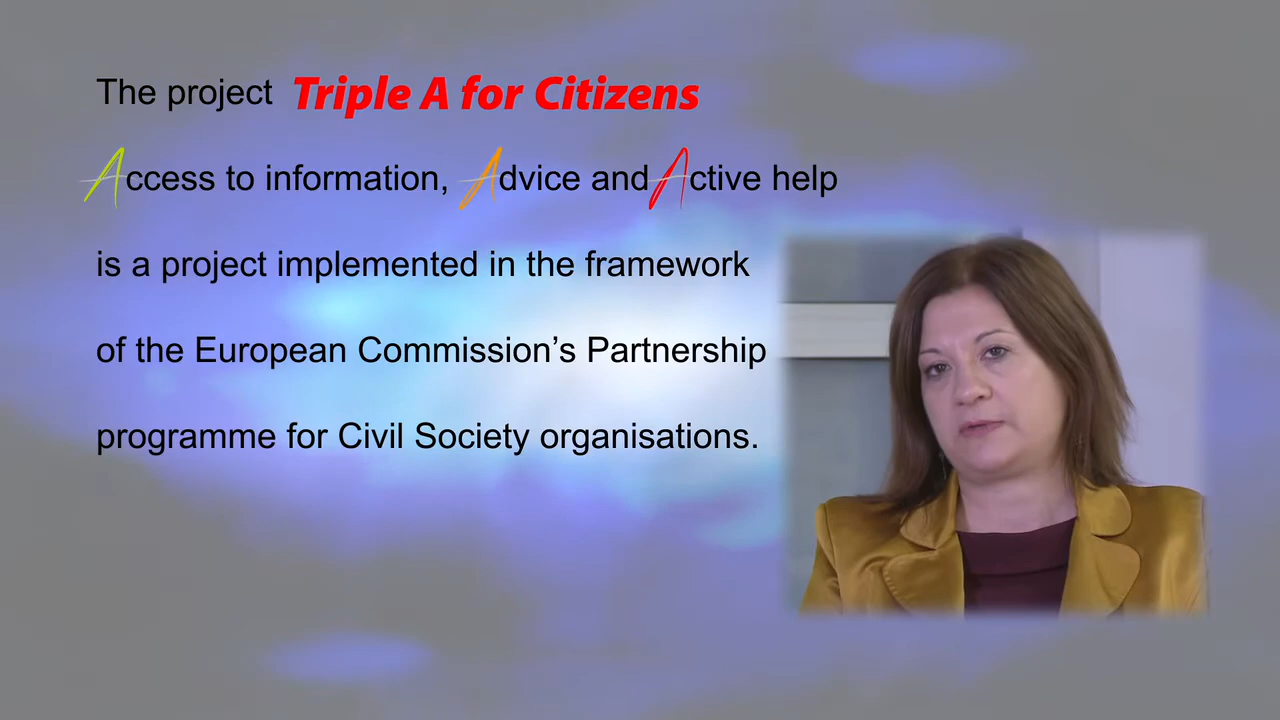 The project Triple A for Citizens
Access to information, Advice and Active help
is a project implemented in the framework
of the European Commission’s Partnership
programme for Civil Society organisations.